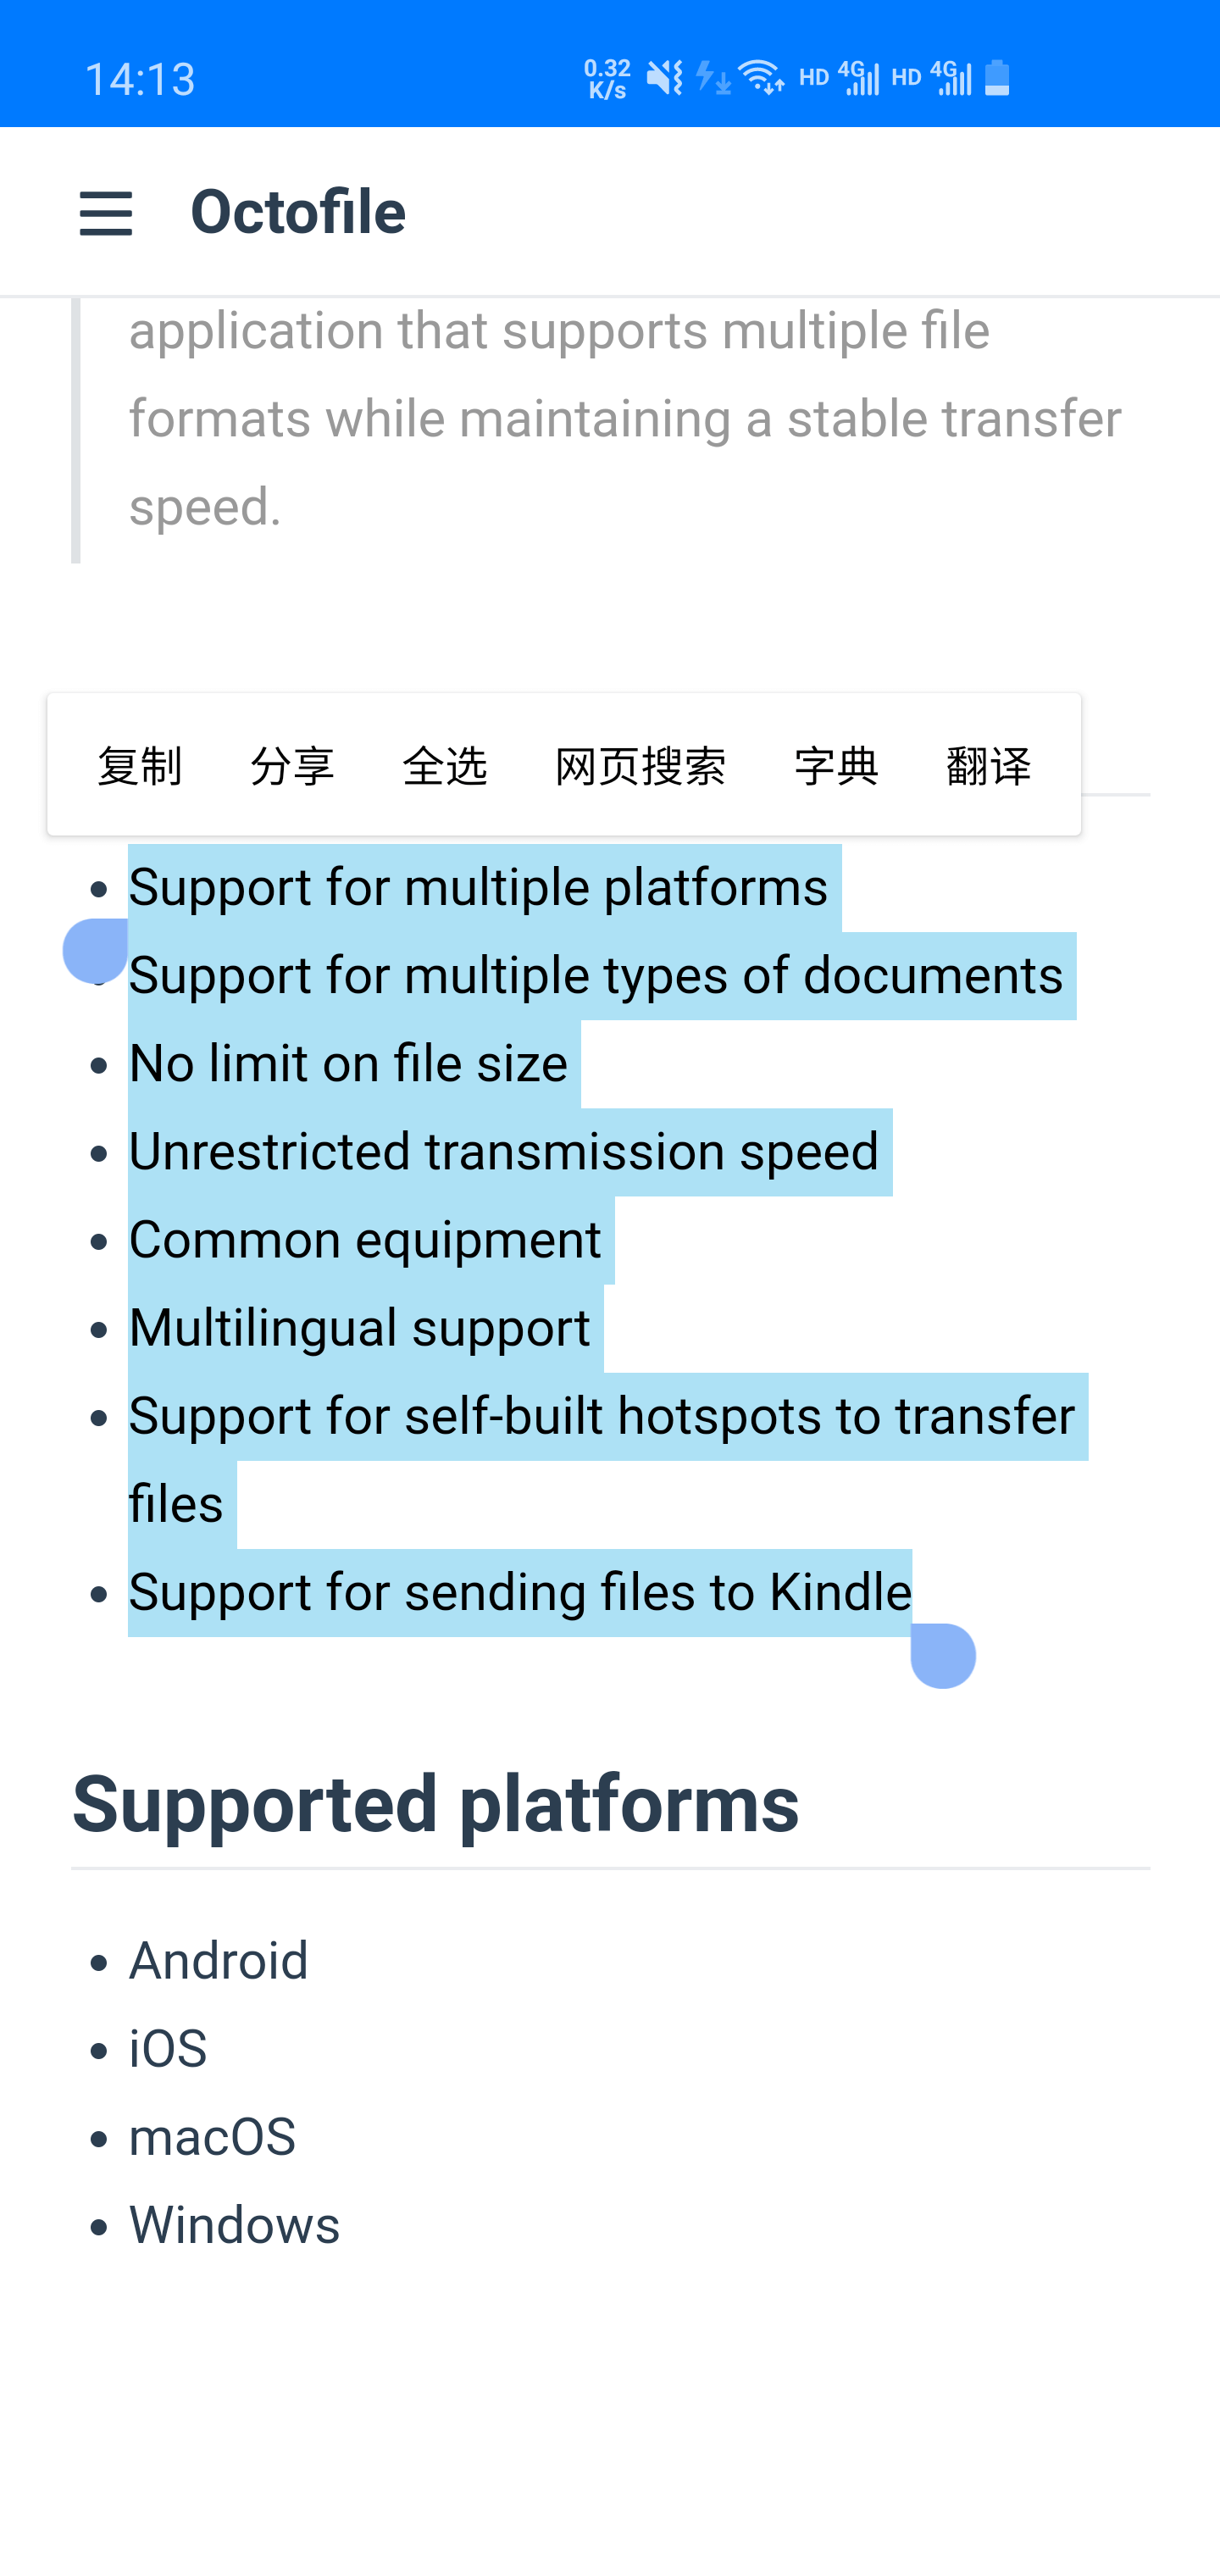 14:13
0.32
K/s
HD 4G HD 4G
Octofile
application that supports multiple file
formats while maintaining a stable transfer
speed.
复制 分享 全选 网页搜索 字典 翻译
Support for multiple platforms
Support for multiple types of documents
No limit on file size
Unrestricted transmission speed
Common equipment
Multilingual support
Support for self-built hotspots to transfer
files
Support for sending files to Kindle
Supported platforms
Android
iOS
macOS
Windows